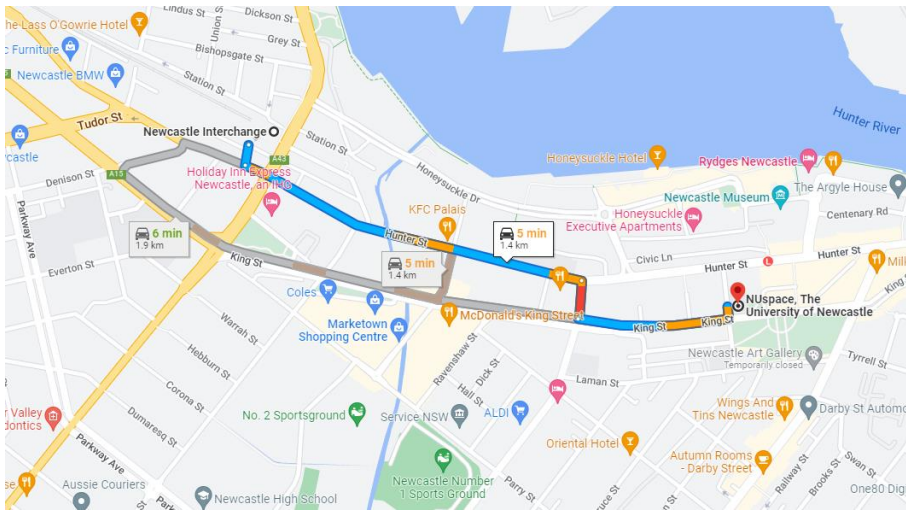 Lindus St
Dickson St
The Lass O'Gowrie Hotel
Union St
Grey St
Bishopsgate St
c Furniture
Newcastle BMW
Station St
Tudor St
Newcastle Interchange
Station St
Hunter River
Honeysuckle Hotel
Rydges Newcastle
castle
A43
Denison St
A15
Holiday Inn Express
Newcastle, an IHG
Honeysuckle Dr
The Argyle House
Newcastle Museum
Parkway Ave
KFC Palais
Honeysuckle
Executive Apartments
Centenary Rd
6 min
1.9 km
Hunter St
5 min
1.4 km
Civic Ln
Hunter St
Everton St
King St
5 min
1.4 km
Hunter St
Mill
King S
Coles
NUspace, The
University of Newcastle
Marketown
Shopping Centre
McDonald's King Street
King St
King St
Warrah St
Hebburn St
Ravenshaw St
Newcastle Art Gallery
Temporarily closed
Tyrrell St
Dick St
Corona St
Laman St
Hall St
r Valley
dontics
Dumaresq St
No. 2 Sportsground
Service NSW
ALDI
Wings And
Tins Newcastle
Darby St Automo
Parkway Ave
Oriental Hotel
Autumn Rooms
- Darby Street
Railway St
Swan St
Brooks St
se
Aussie Couriers
Newcastle High School
Newcastle Number
1 Sports Ground
Parry St
ruce St
One80 Digi